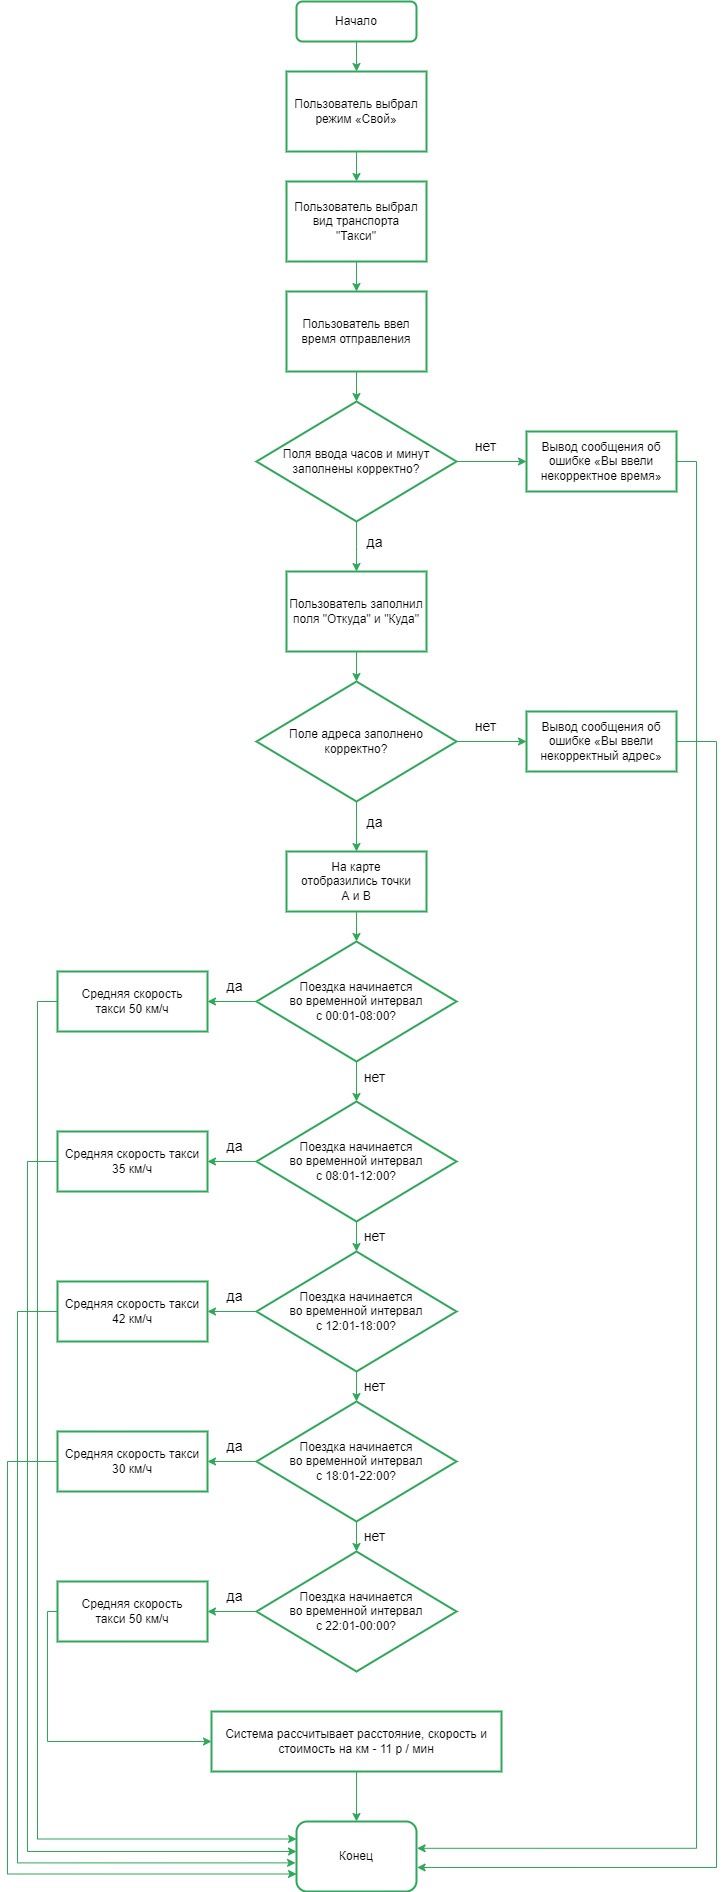 Начало
Пользователь выбрал
режим «Свой»
Пользователь выбрал
вид транспорта
"Такси"
Пользователь ввел
время отправления
Поля ввода часов и минут
заполнены корректно?
нет
Вывод сообщения об
ошибке «Вы ввели
некорректное время»
да
Пользователь заполнил
поля "Откуда" и "Куда"
Поле адреса заполнено
корректно?
нет
Вывод сообщения об
ошибке «Вы ввели
некорректный адрес»
да
На карте
отобразились точки
А и В
Поездка начинается
во временной интервал
с 00:01-08:00?
да
Средняя скорость
такси 50 км/ч
нет
Поездка начинается
во временной интервал
с 08:01-12:00?
да
Средняя скорость такси
35 км/ч
нет
Поездка начинается
во временной интервал
с 12:01-18:00?
да
Средняя скорость такси
42 км/ч
нет
Поездка начинается
во временной интервал
с 18:01-22:00?
да
Средняя скорость такси
30 км/ч
нет
Поездка начинается
во временной интервал
с 22:01-00:00?
да
Средняя скорость
такси 50 км/ч
Система рассчитывает расстояние, скорость и
стоимость на км - 11 р / мин
Конец